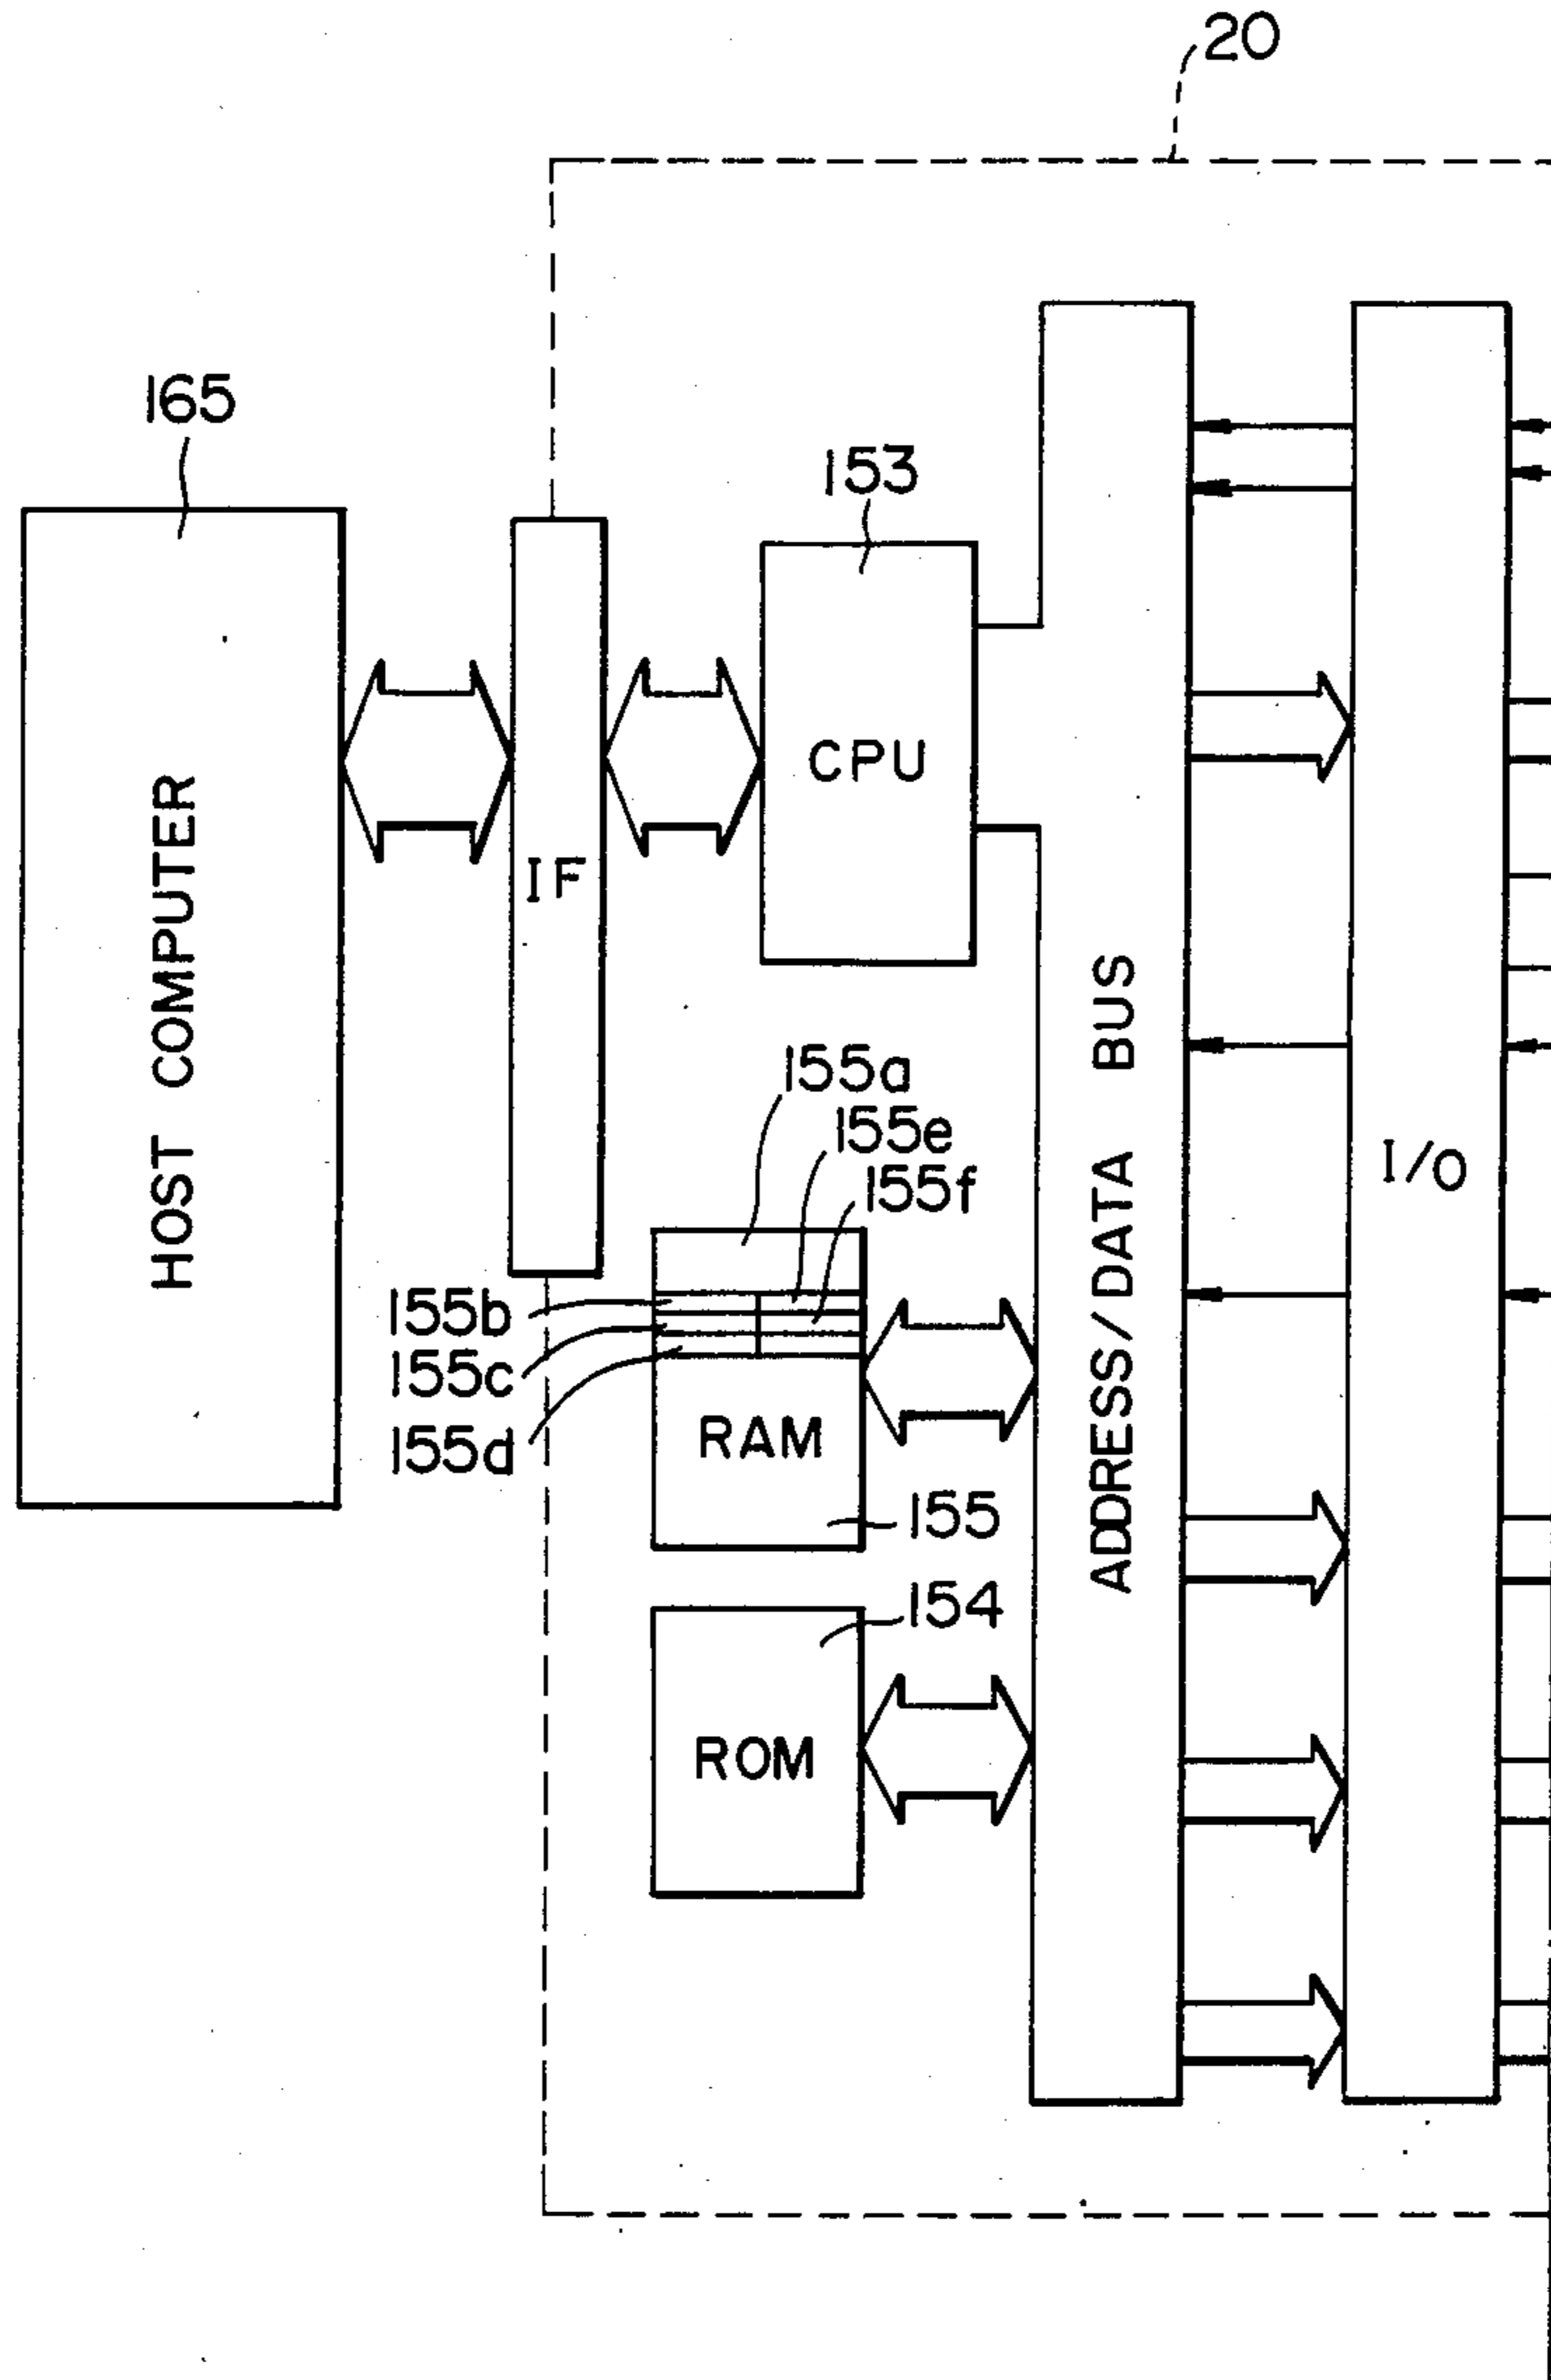 20
165
153
HOST COMPUTER
IF
CPU
155a
155e
155f
155b
155c
155d
RAM
155
154
ROM
ADDRESS/DATA BUS
I/O